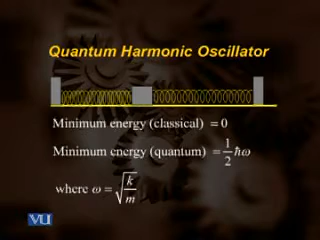 Quantum Harmonic Oscillator
Minimum energy (classical) = 0
Minimum energy (quantum) = 1/2 ħω
where ω = √(k/m)
VU